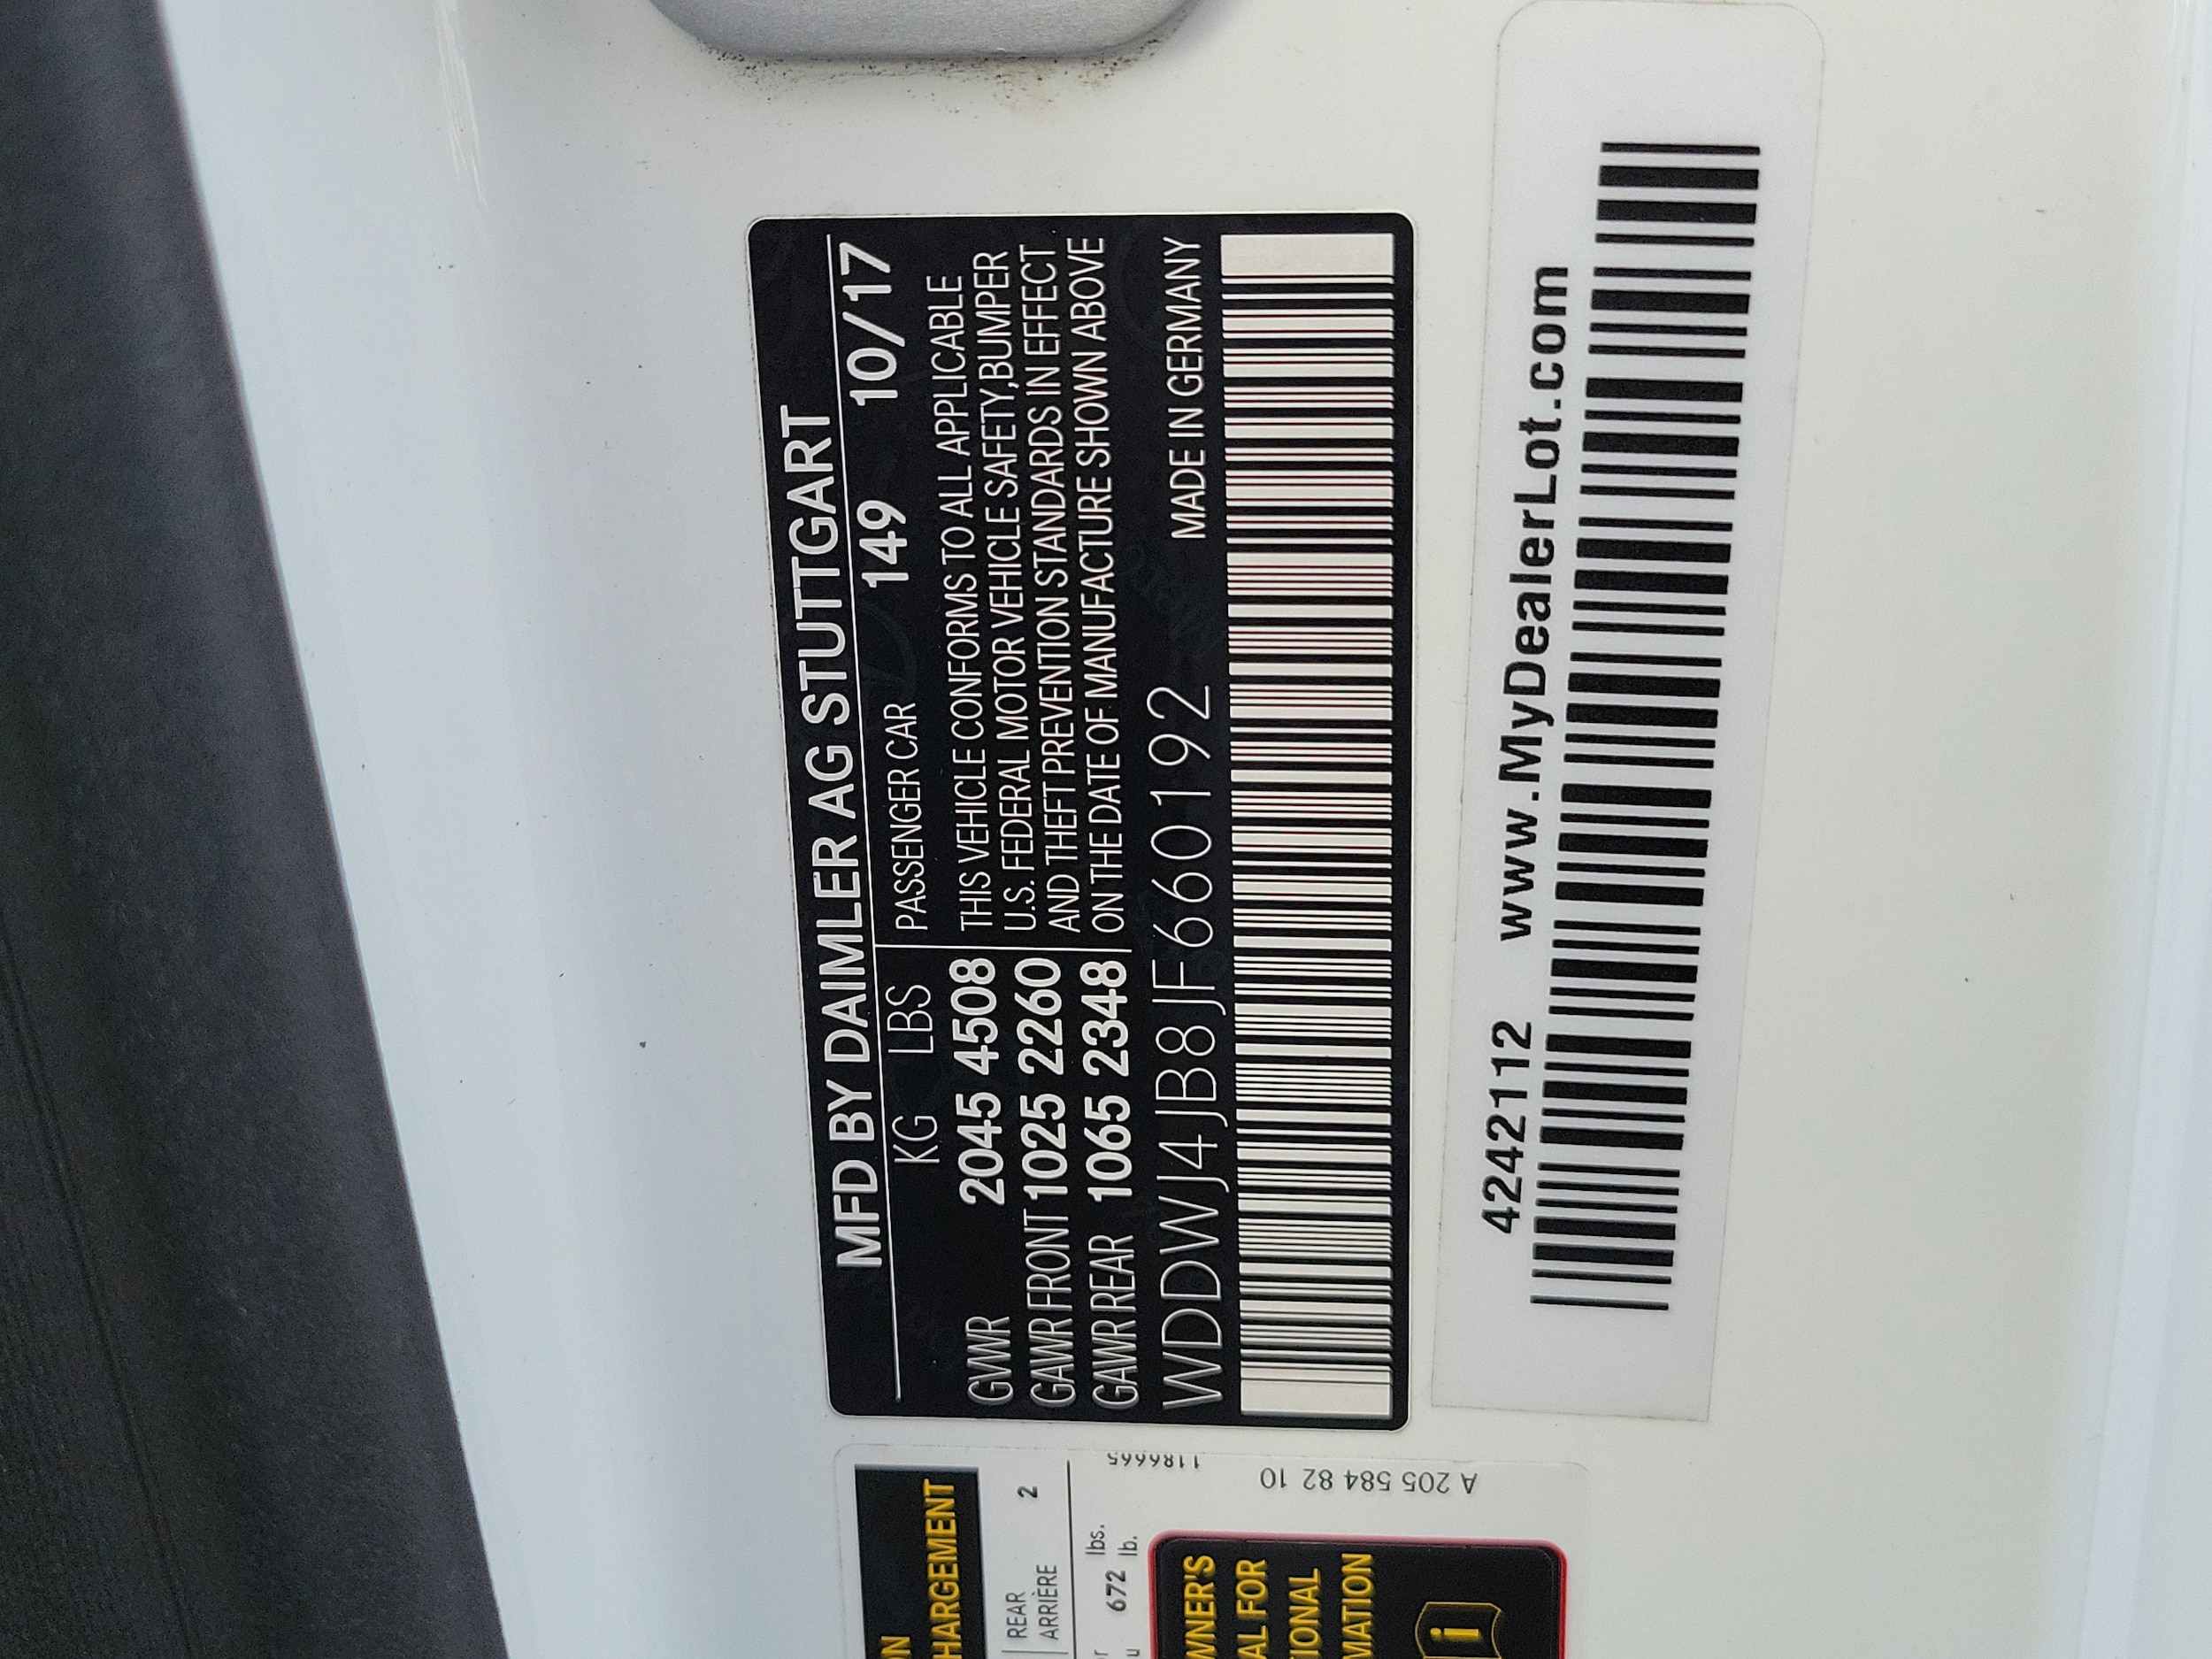 MFD BY DAIMLER AG STUTTGART
KG LBS PASSENGER CAR 149 10/17
GVWR 2045 4508 THIS VEHICLE CONFORMS TO ALL APPLICABLE
GAWR FRONT 1025 2260 U.S. FEDERAL MOTOR VEHICLE SAFETY,BUMPER
AND THEFT PREVENTION STANDARDS IN EFFECT
GAWR REAR 1065 2348 ON THE DATE OF MANUFACTURE SHOWN ABOVE
WDDWJ4JB8JF660192 MADE IN GERMANY
4242112 www.MyDealerLot.com
HARGEMENT
REAR
ARRIÈRE 2
672 lbs.
lb.
1186665
A 205 584 82 10
WNER'S
AL FOR
IONAL
MATION
i